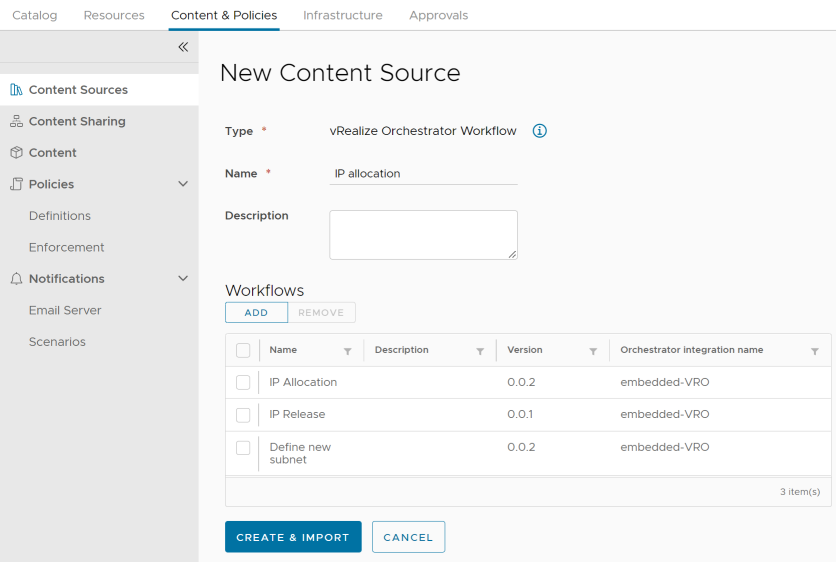 Catalog Resources Content & Policies Infrastructure Approvals
Content Sources
Content Sharing
Content
Policies
Definitions
Enforcement
Notifications
Email Server
Scenarios
New Content Source
Type * vRealize Orchestrator Workflow
Name * IP allocation
Description
Workflows
ADD REMOVE
Name Description Version Orchestrator integration name
IP Allocation 0.0.2 embedded-VRO
IP Release 0.0.1 embedded-VRO
Define new 0.0.2 embedded-VRO
subnet
3 item(s)
CREATE & IMPORT CANCEL